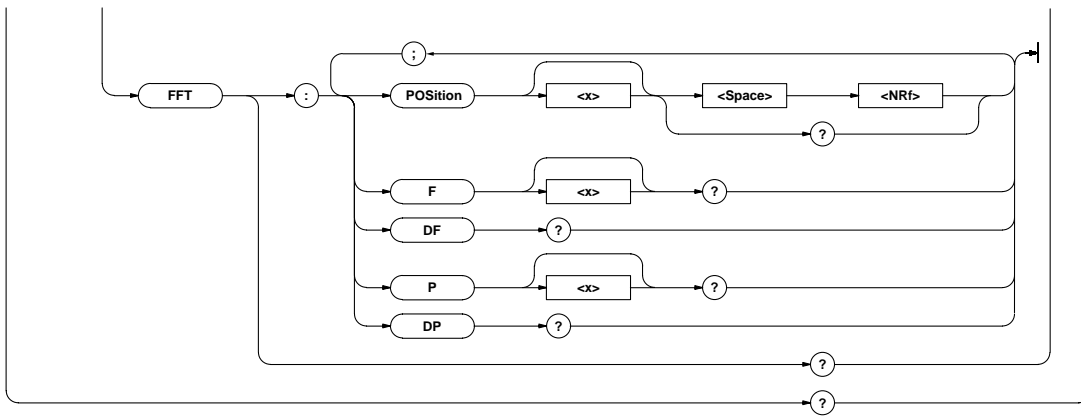 ;
FFT : POSition <x> <Space> <NRf>
?
F <x> ?
DF ?
P <x> ?
DP ?
?
?